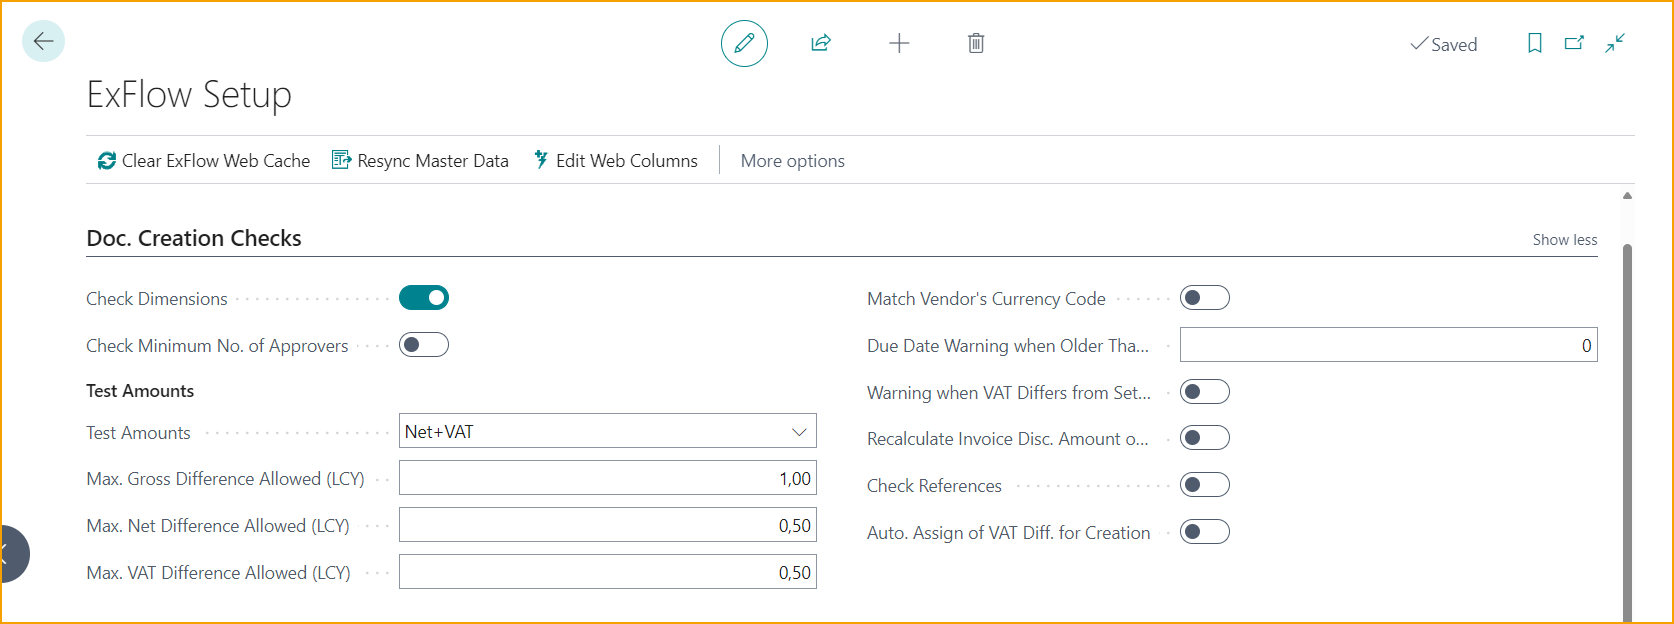 Saved
ExFlow Setup
Clear ExFlow Web Cache
Resync Master Data
Edit Web Columns
More options
Doc. Creation Checks
Show less
Check Dimensions
Check Minimum No. of Approvers
Test Amounts
Test Amounts
Net+VAT
Max. Gross Difference Allowed (LCY)
1,00
Max. Net Difference Allowed (LCY)
0,50
Max. VAT Difference Allowed (LCY)
0,50
Match Vendor's Currency Code
Due Date Warning when Older Tha...
0
Warning when VAT Differs from Set...
Recalculate Invoice Disc. Amount o...
Check References
Auto. Assign of VAT Diff. for Creation